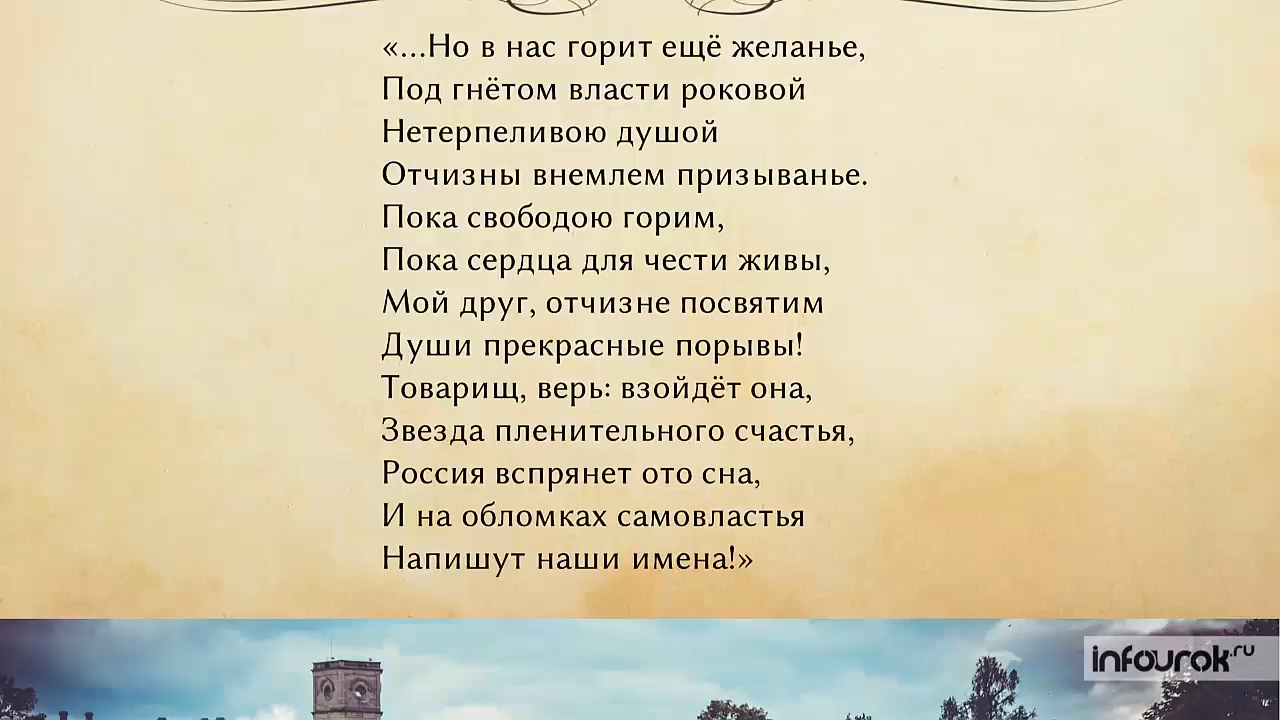 «...Но в нас горит ещё желанье,
Под гнётом власти роковой
Нетерпеливою душой
Отчизны внемлем призыванье.
Пока свободою горим,
Пока сердца для чести живы,
Мой друг, отчизне посвятим
Души прекрасные порывы!
Товарищ, верь: взойдёт она,
Звезда пленительного счастья,
Россия вспрянет ото сна,
И на обломках самовластья
Напишут наши имена!»
infourok.ru